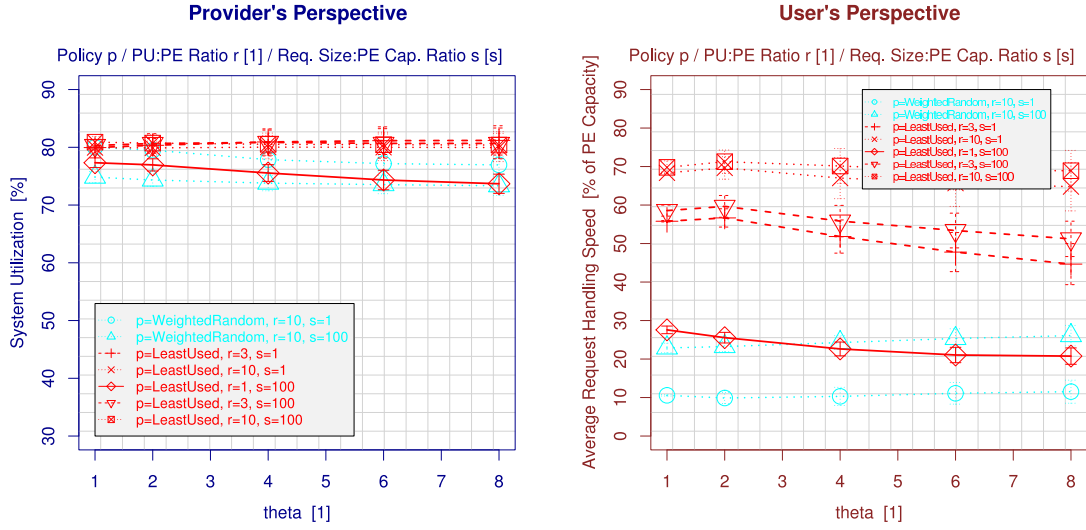 Provider's Perspective
Policy p / PU:PE Ratio r [1] / Req. Size:PE Cap. Ratio s [s]
System Utilization [%]
90
80
70
60
50
40
30
p=WeightedRandom, r=10, s=1
p=WeightedRandom, r=10, s=100
p=LeastUsed, r=3, s=1
p=LeastUsed, r=10, s=1
p=LeastUsed, r=1, s=100
p=LeastUsed, r=3, s=100
p=LeastUsed, r=10, s=100
1 2 3 4 5 6 7 8
theta [1]
User's Perspective
Policy p / PU:PE Ratio r [1] / Req. Size:PE Cap. Ratio s [s]
Average Request Handling Speed [% of PE Capacity]
90
80
70
60
50
40
30
20
10
0
p=WeightedRandom, r=10, s=1
p=WeightedRandom, r=10, s=100
p=LeastUsed, r=3, s=1
p=LeastUsed, r=10, s=1
p=LeastUsed, r=1, s=100
p=LeastUsed, r=3, s=100
p=LeastUsed, r=10, s=100
1 2 3 4 5 6 7 8
theta [1]